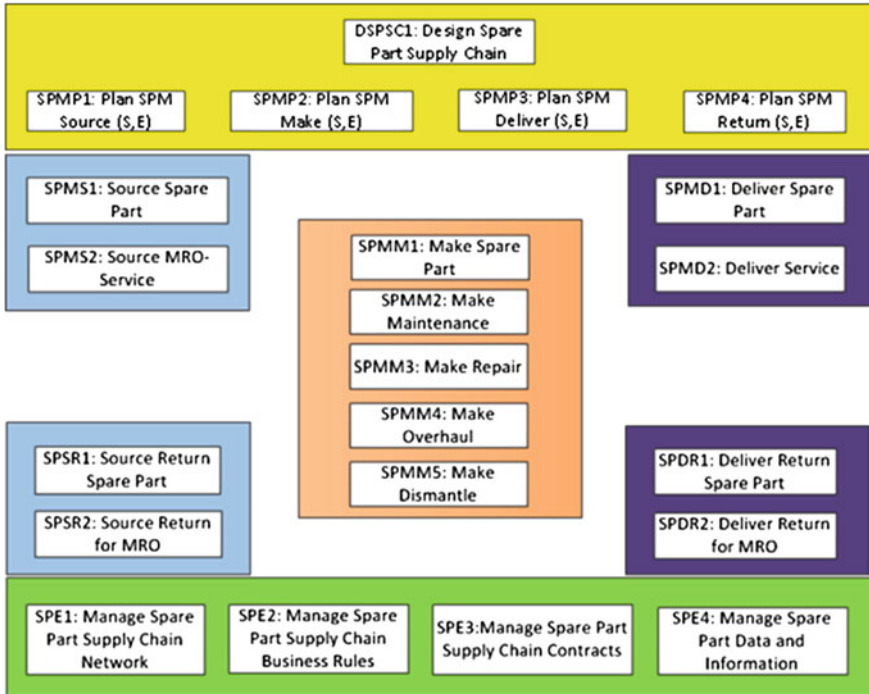 DSPSC1: Design Spare
Part Supply Chain
SPMP1: Plan SPM
Source (S,E)
SPMP2: Plan SPM
Make (S,E)
SPMP3: Plan SPM
Deliver (S,E)
SPMP4: Plan SPM
Return (S,E)
SPMS1: Source Spare
Part
SPMS2: Source MRO-
Service
SPMD1: Deliver Spare
Part
SPMD2: Deliver Service
SPMM1: Make Spare
Part
SPMM2: Make
Maintenance
SPMM3: Make Repair
SPMM4: Make
Overhaul
SPMM5: Make
Dismantle
SPSR1: Source Return
Spare Part
SPSR2: Source Return
for MRO
SPDR1: Deliver Return
Spare Part
SPDR2: Deliver Return
for MRO
SPE1: Manage Spare
Part Supply Chain
Network
SPE2: Manage Spare
Part Supply Chain
Business Rules
SPE3:Manage Spare Part
Supply Chain Contracts
SPE4: Manage Spare
Part Data and
Information